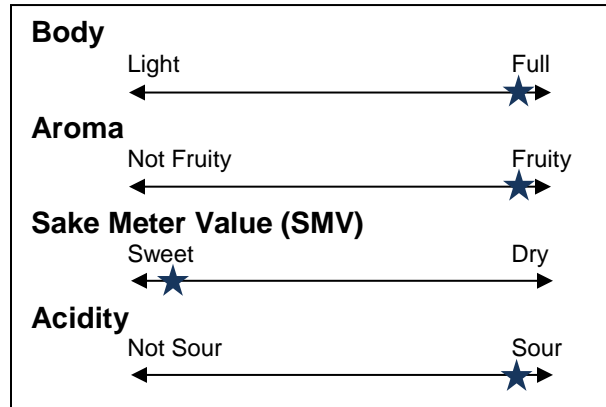 Body
Light Full
Aroma
Not Fruity Fruity
Sake Meter Value (SMV)
Sweet Dry
Acidity
Not Sour Sour